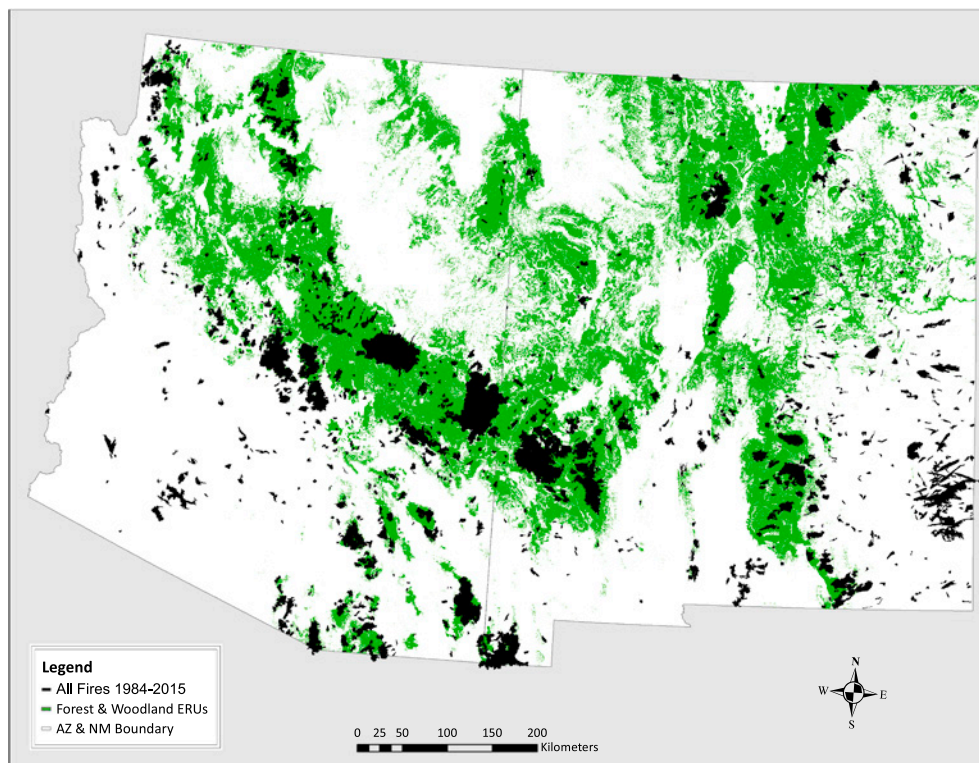 Legend
All Fires 1984-2015
Forest & Woodland ERUs
AZ & NM Boundary
0 25 50 100 150 200
Kilometers
N
W E
S